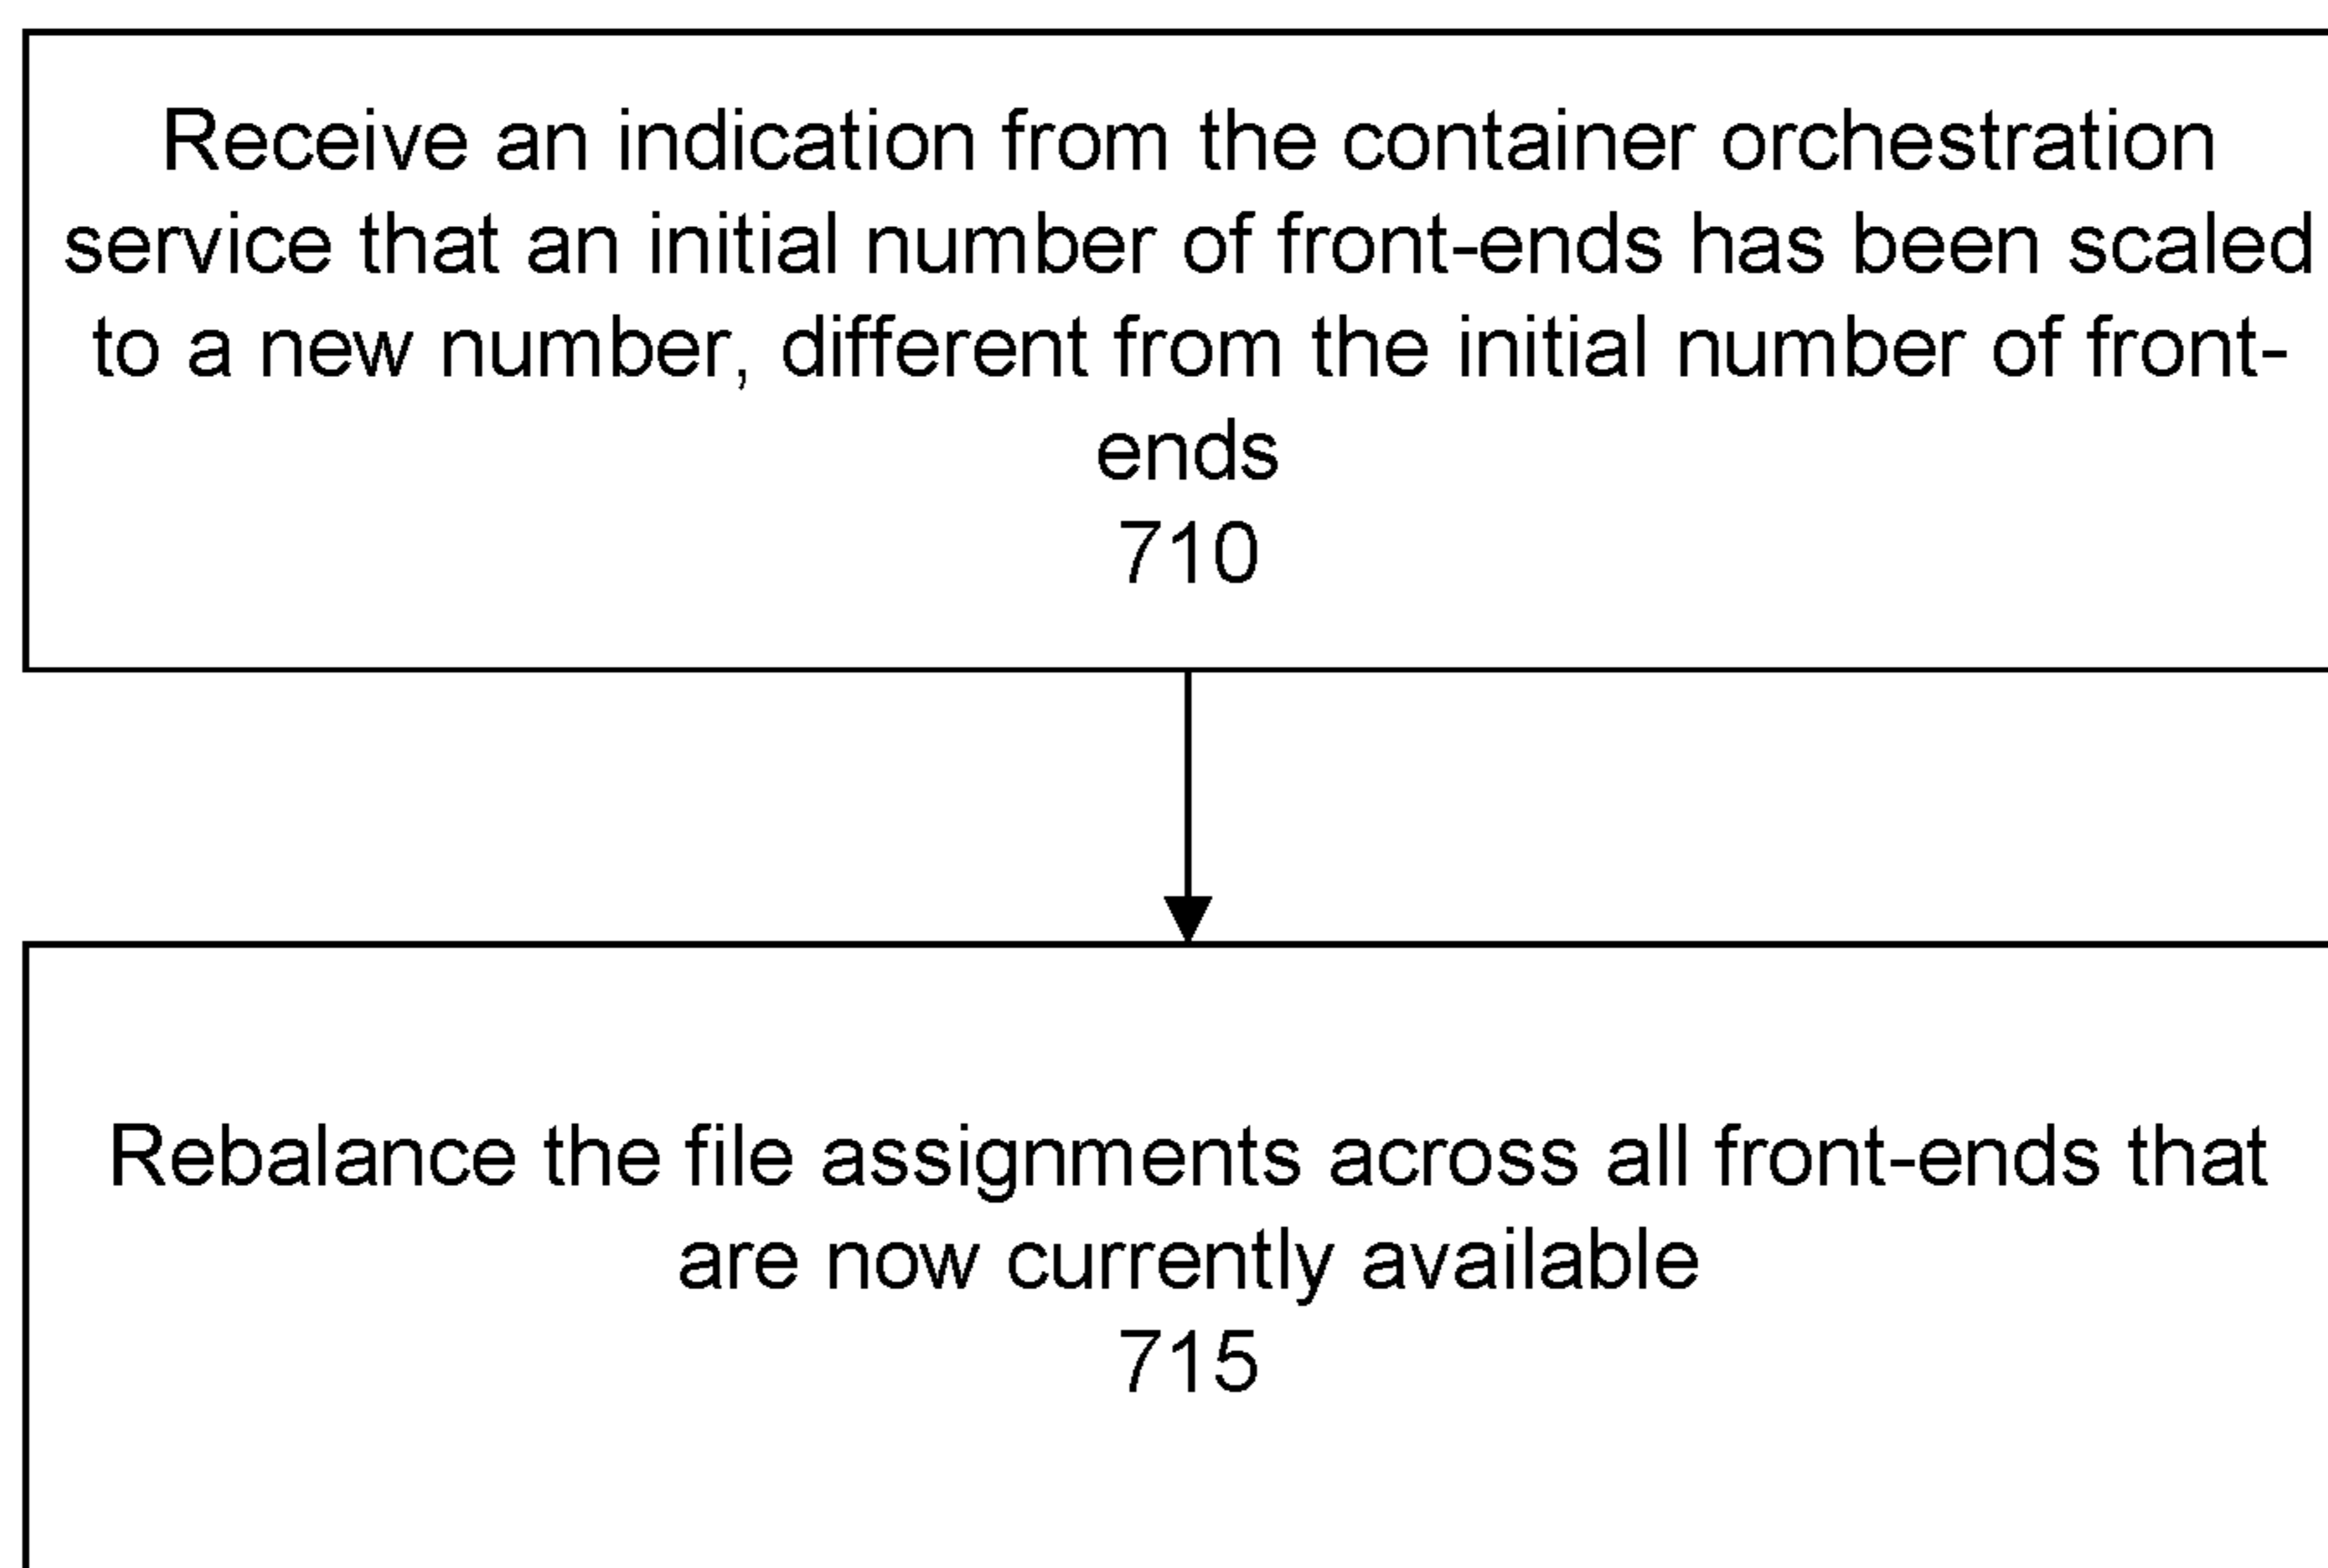 Receive an indication from the container orchestration
service that an initial number of front-ends has been scaled
to a new number, different from the initial number of front-
ends
710
Rebalance the file assignments across all front-ends that
are now currently available
715